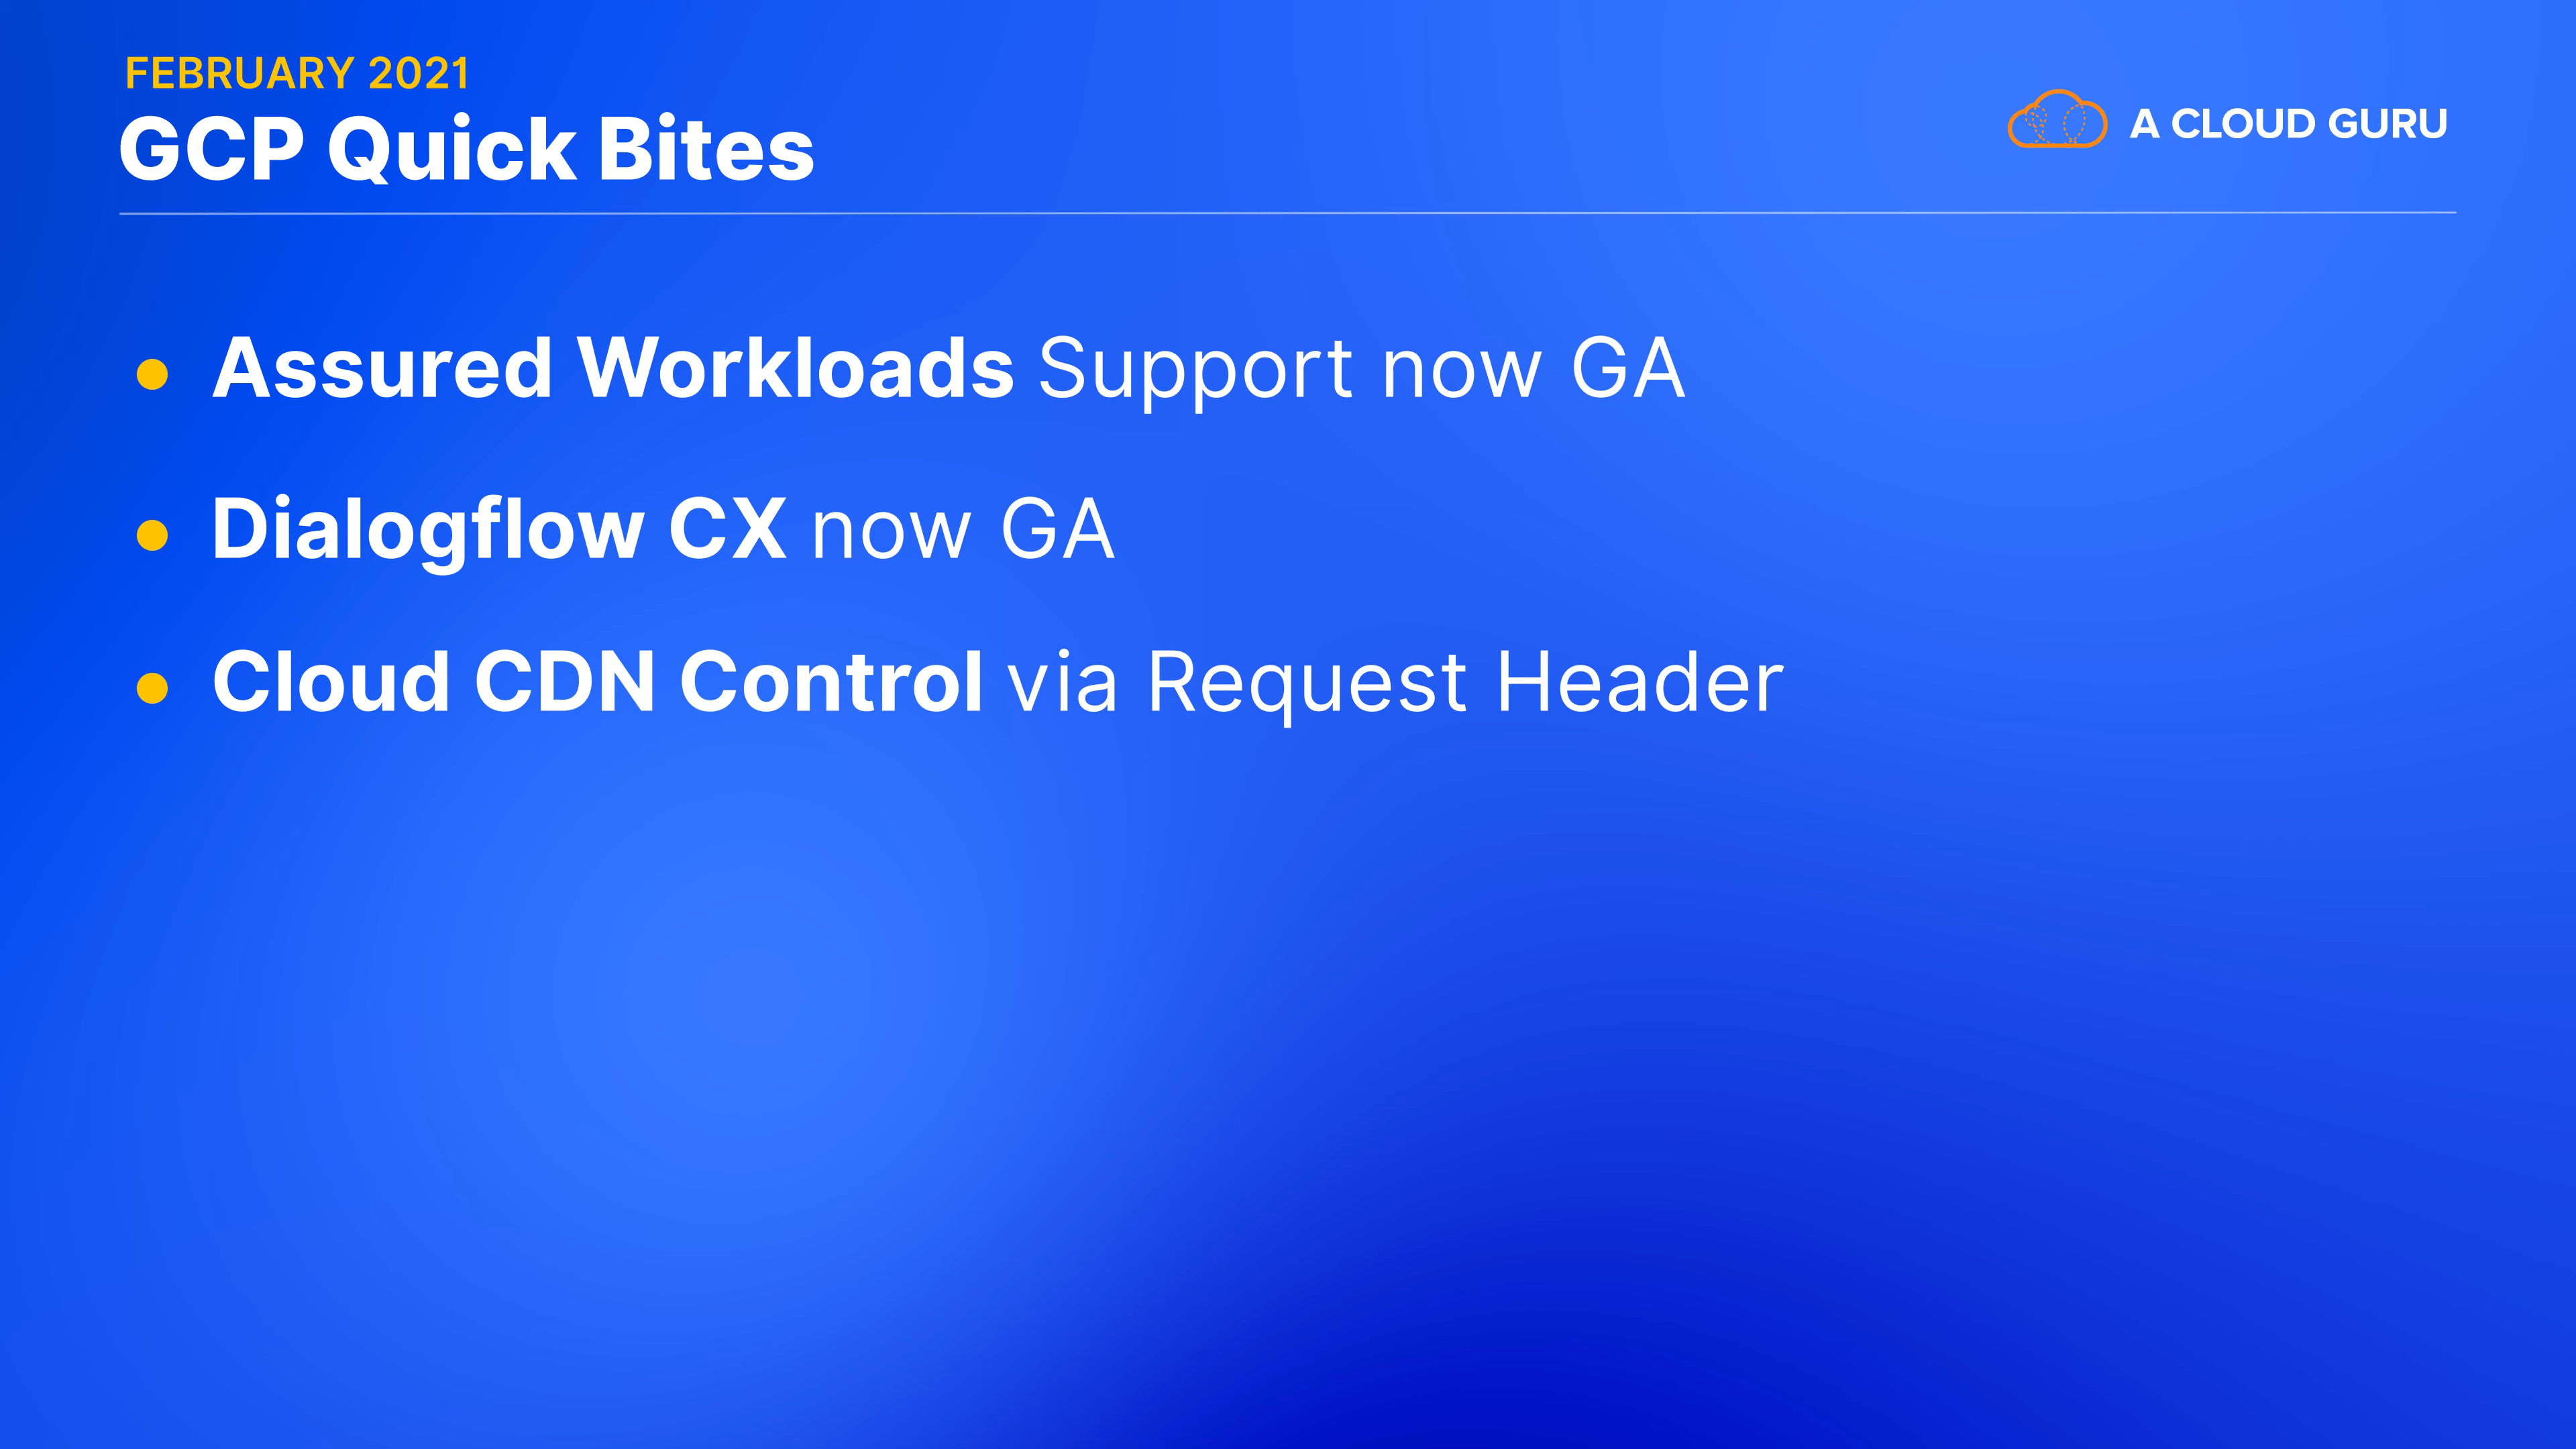 FEBRUARY 2021
GCP Quick Bites
A CLOUD GURU
Assured Workloads Support now GA
Dialogflow CX now GA
Cloud CDN Control via Request Header